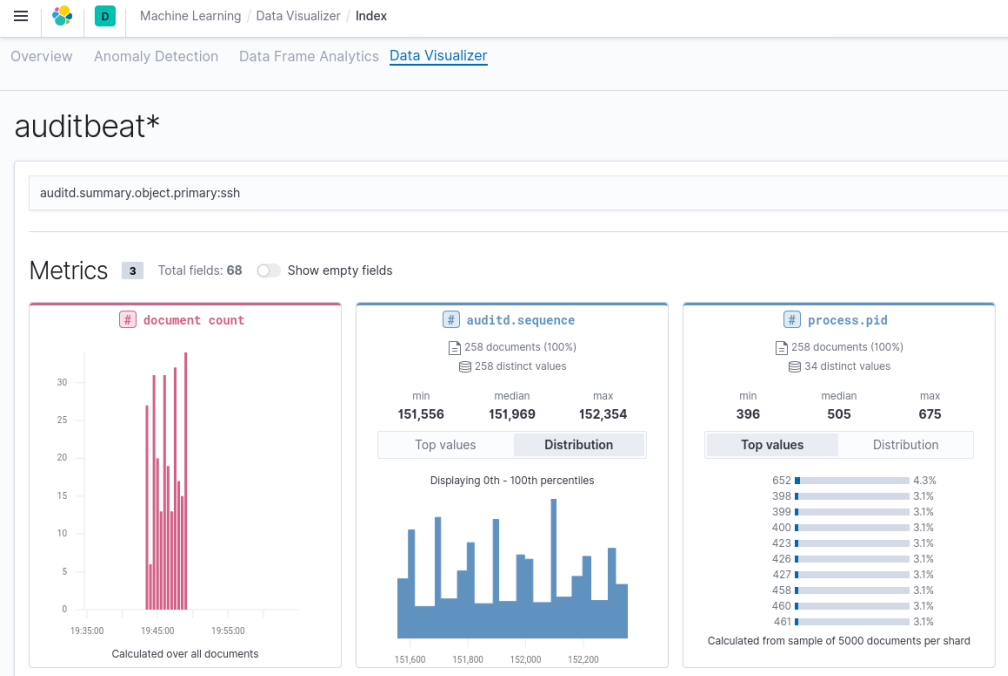 D Machine Learning / Data Visualizer / Index
Overview Anomaly Detection Data Frame Analytics Data Visualizer
auditbeat*
auditd.summary.object.primary:ssh
Metrics 3 Total fields: 68 Show empty fields
# document count
30
25
20
15
10
5
0
19:35:00 19:45:00 19:55:00
Calculated over all documents
# auditd.sequence
258 documents (100%)
258 distinct values
min median max
151,556 151,969 152,354
Top values Distribution
Displaying 0th - 100th percentiles
151,600 151,800 152,000 152,200
# process.pid
258 documents (100%)
34 distinct values
min median max
396 505 675
Top values Distribution
652 4.3%
398 3.1%
399 3.1%
400 3.1%
423 3.1%
426 3.1%
427 3.1%
458 3.1%
460 3.1%
461 3.1%
Calculated from sample of 5000 documents per shard